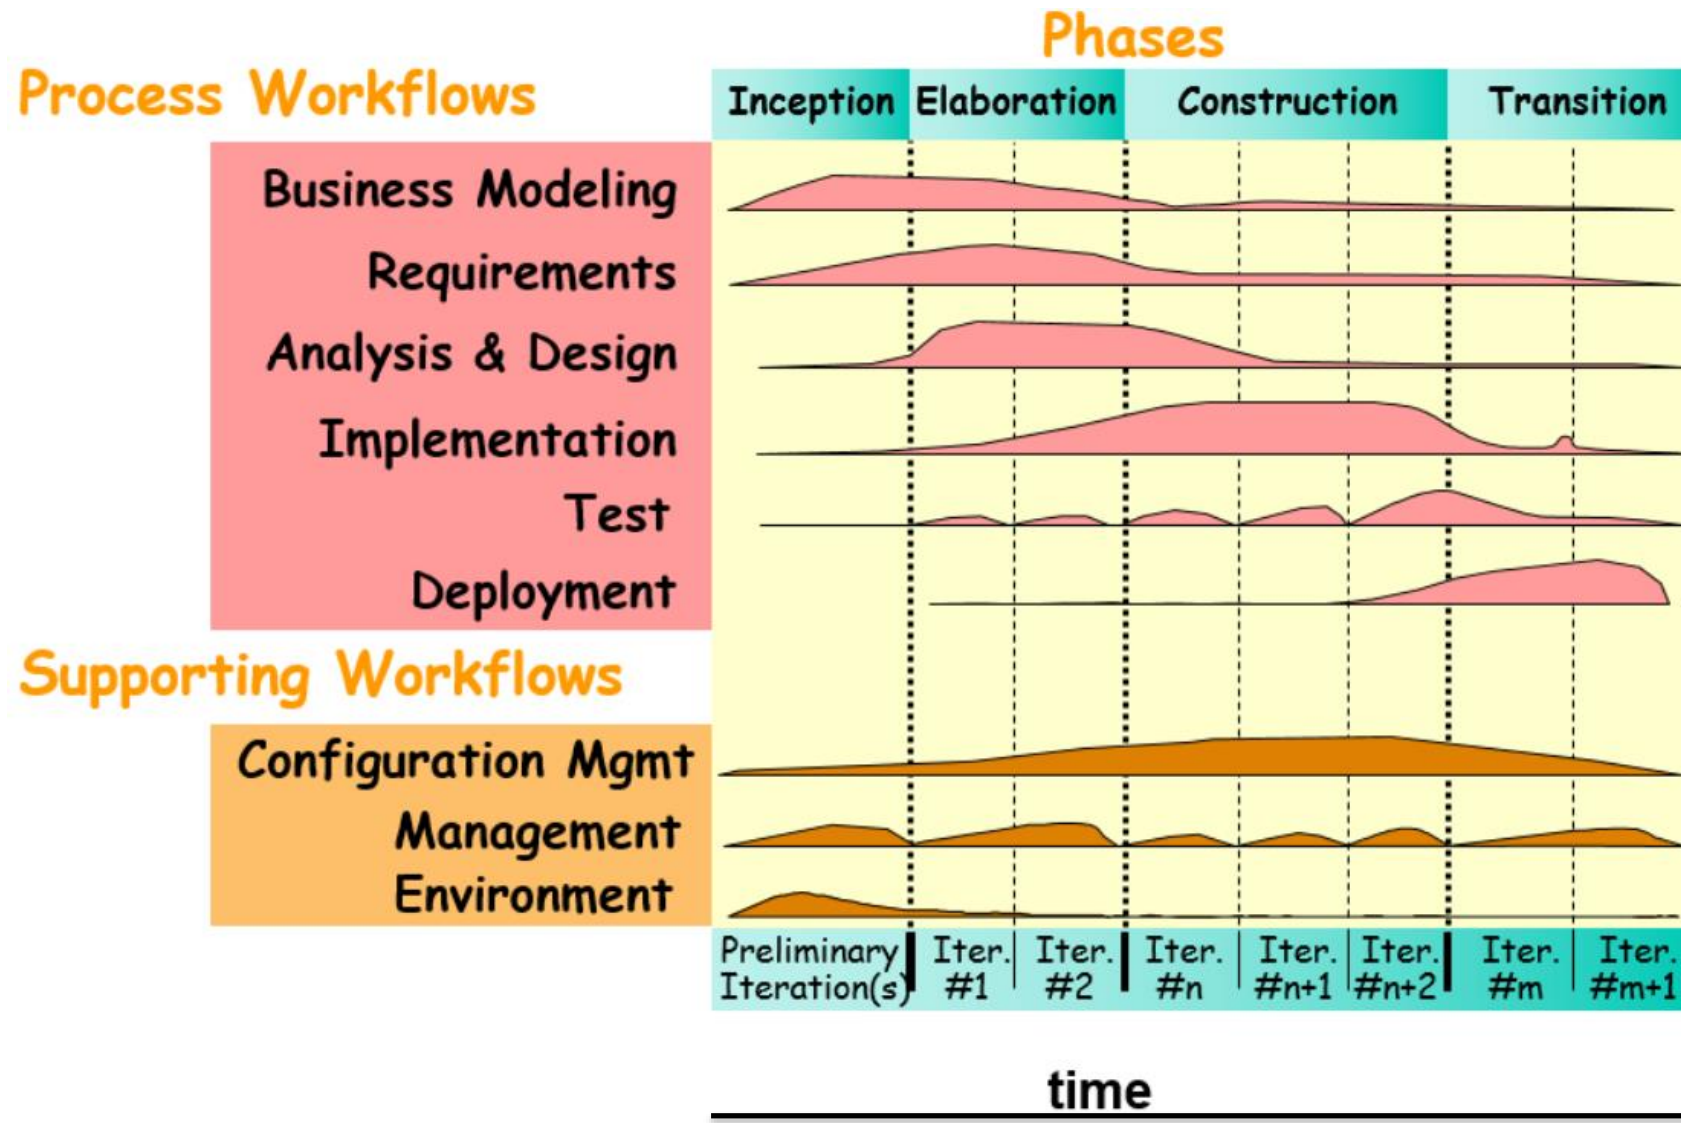 Phases
Process Workflows
Inception Elaboration Construction Transition
Business Modeling
Requirements
Analysis & Design
Implementation
Test
Deployment
Supporting Workflows
Configuration Mgmt
Management
Environment
Preliminary Iter. Iter. Iter. Iter. Iter. Iter. Iter.
Iteration(s) #1 #2 #n #n+1 #n+2 #m #m+1
time